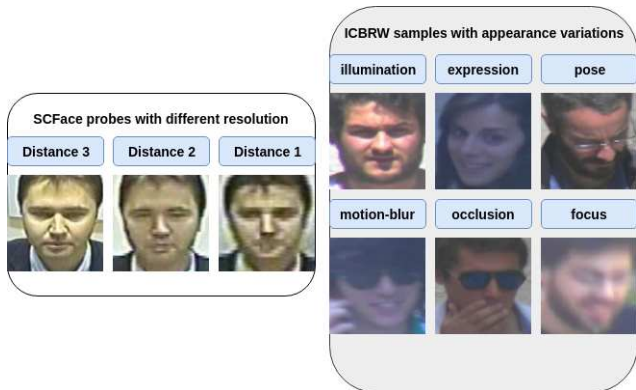 SCFace probes with different resolution
Distance 3 Distance 2 Distance 1
ICBRW samples with appearance variations
illumination expression pose
motion-blur occlusion focus